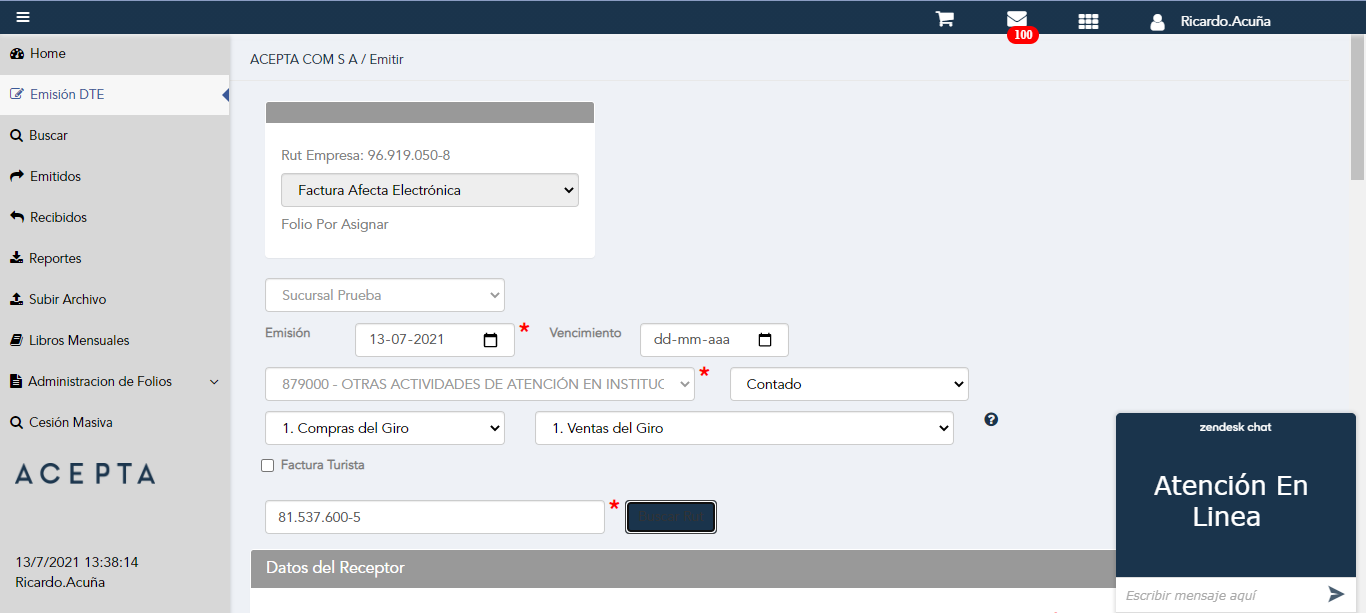 100
Ricardo.Acuña
Home
ACEPTA COM S A / Emitir
Emisión DTE
Buscar
Emitidos
Recibidos
Reportes
Subir Archivo
Libros Mensuales
Administracion de Folios
Cesión Masiva
ACEPTA
13/7/2021 13:38:14
Ricardo.Acuña
Rut Empresa: 96.919.050-8
Factura Afecta Electrónica
Folio Por Asignar
Sucursal Prueba
Emisión 13-07-2021 * Vencimiento dd-mm-aaa
879000 - OTRAS ACTIVIDADES DE ATENCIÓN EN INSTITUC * Contado
1. Compras del Giro 1. Ventas del Giro ?
Factura Turista
81.537.600-5 *
Datos del Receptor
zendesk chat
Atención En
Linea
Escribir mensaje aquí